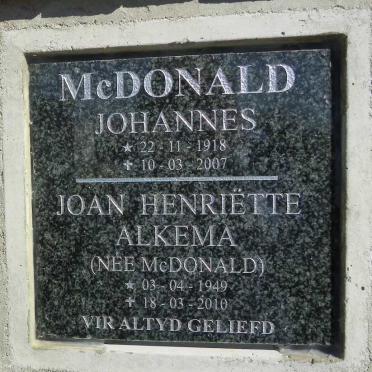 McDONALD
JOHANNES
★ 22 - 11 - 1918
✝ 10 - 03 - 2007
JOAN HENRIËTTE
ALKEMA
(NÉE McDONALD)
★ 03 - 04 - 1949
✝ 18 - 03 - 2010
VIR ALTYD GELIEFD